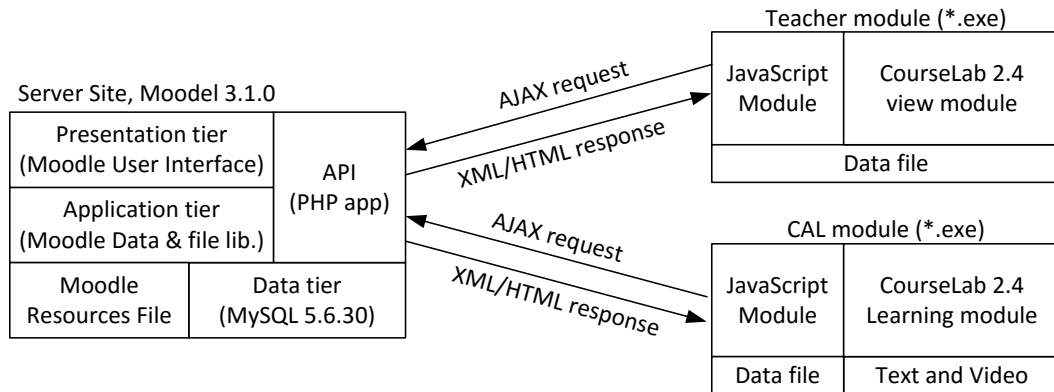 Server Site, Moodel 3.1.0
Presentation tier
(Moodle User Interface)
Application tier
(Moodle Data & file lib.)
API
(PHP app)
Moodle
Resources File
Data tier
(MySQL 5.6.30)
AJAX request
XML/HTML response
AJAX request
XML/HTML response
Teacher module (*.exe)
JavaScript
Module
CourseLab 2.4
view module
Data file
CAL module (*.exe)
JavaScript
Module
CourseLab 2.4
Learning module
Data file
Text and Video